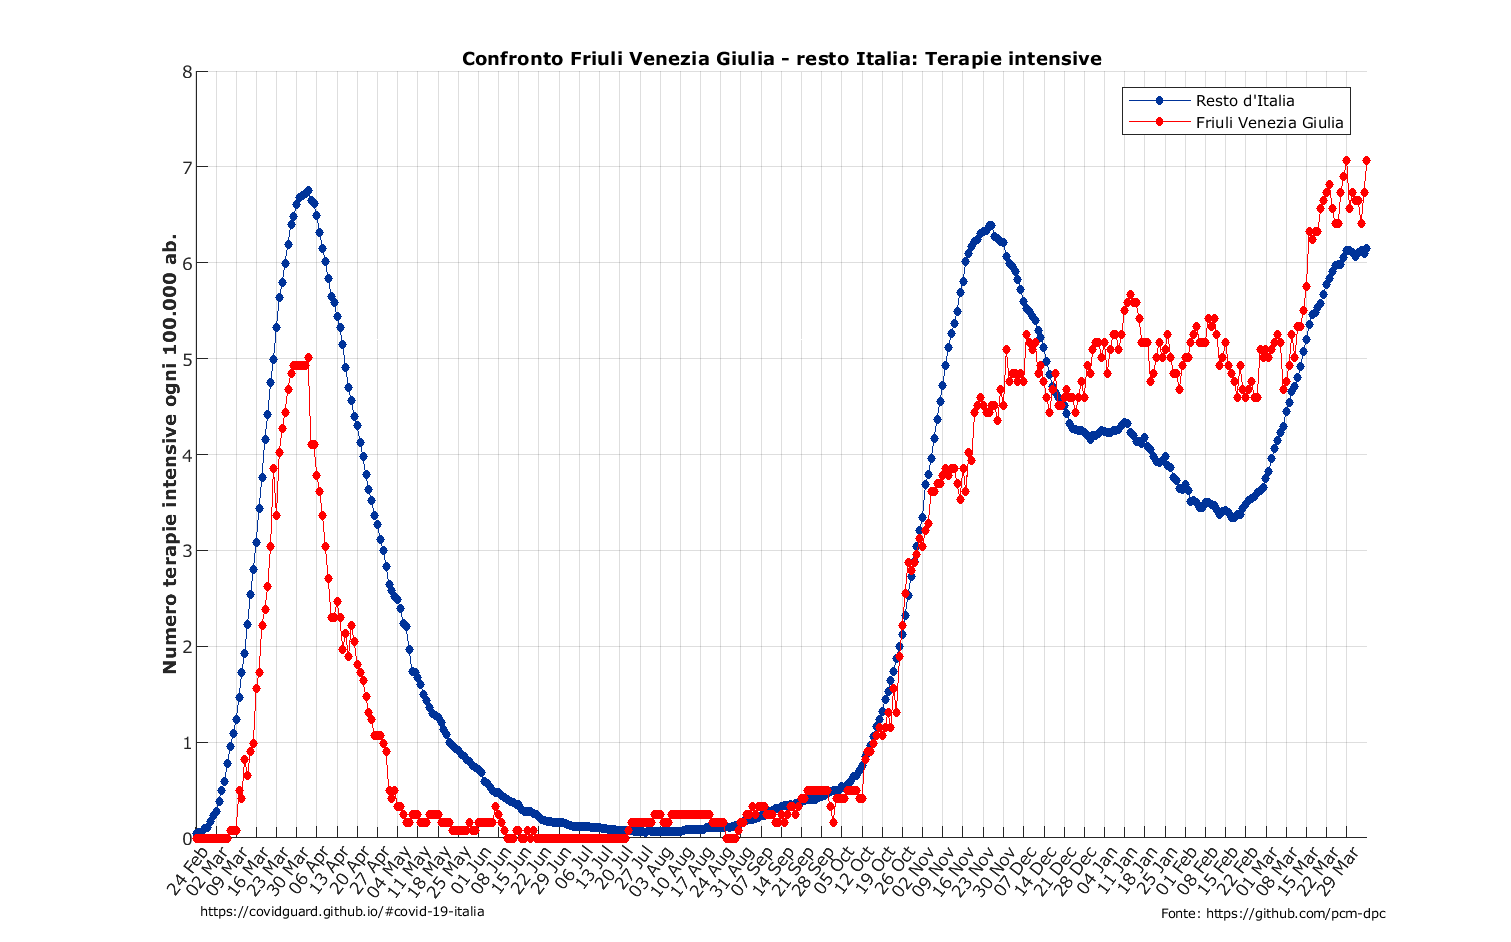 Confronto Friuli Venezia Giulia - resto Italia: Terapie intensive
Resto d'Italia
Friuli Venezia Giulia
Numero terapie intensive ogni 100.000 ab.
8
7
6
5
4
3
2
1
0
24 Feb
02 Mar
09 Mar
16 Mar
23 Mar
30 Mar
06 Apr
13 Apr
20 Apr
27 Apr
04 May
11 May
18 May
25 May
01 Jun
08 Jun
15 Jun
22 Jun
29 Jun
06 Jul
13 Jul
20 Jul
27 Jul
03 Aug
10 Aug
17 Aug
24 Aug
31 Aug
07 Sep
14 Sep
21 Sep
28 Sep
05 Oct
12 Oct
19 Oct
26 Oct
02 Nov
09 Nov
16 Nov
23 Nov
30 Nov
07 Dec
14 Dec
21 Dec
28 Dec
04 Jan
11 Jan
18 Jan
25 Jan
01 Feb
08 Feb
15 Feb
22 Feb
01 Mar
08 Mar
15 Mar
22 Mar
29 Mar
https://covidguard.github.io/#covid-19-italia
Fonte: https://github.com/pcm-dpc